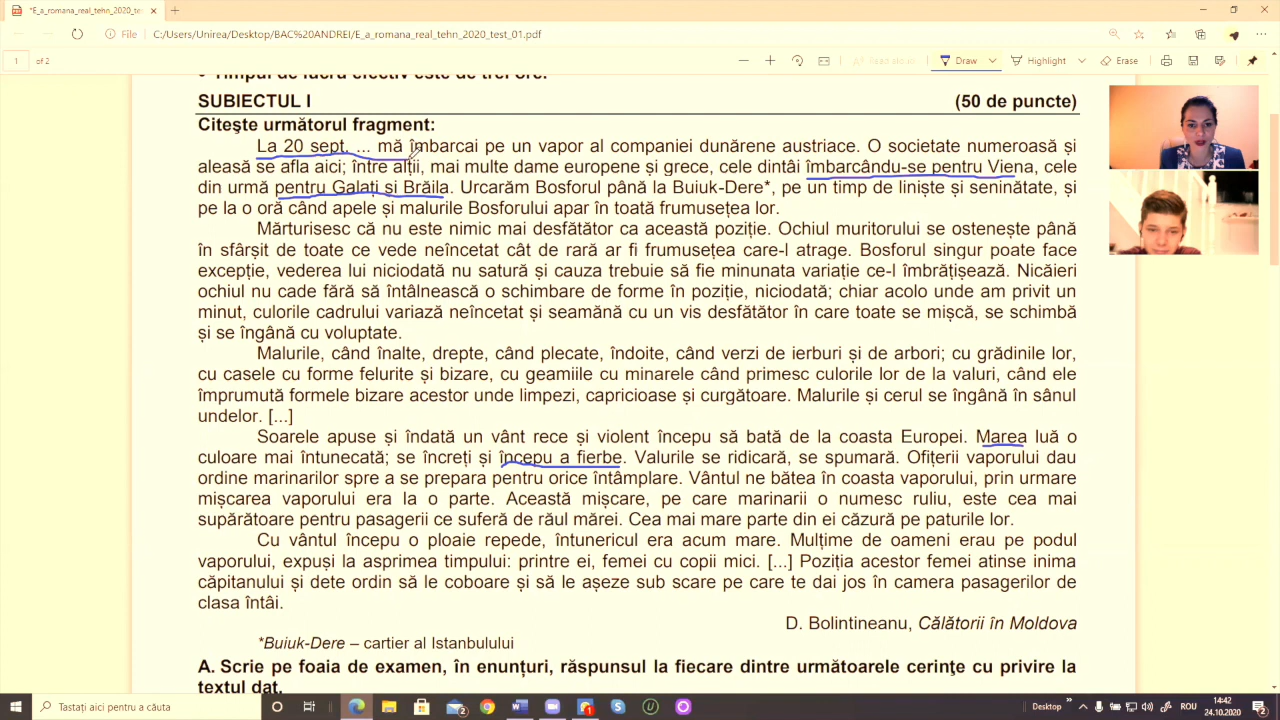 *E_a_romana_real_tehn_2020_tes
File
C:/Users/Unirea/Desktop/BAC%20ANDREI/E_a_romana_real_tehn_2020_test_01.pdf
1 of 2
Read aloud
Draw
Highlight
Erase
• Timpul de lucru efectiv este de trei ore.
SUBIECTUL I (50 de puncte)
Citeşte următorul fragment:
La 20 sept. ... mă îmbarcai pe un vapor al companiei dunărene austriace. O societate numeroasă și
aleasă se afla aici; între alții, mai multe dame europene și grece, cele dintâi îmbarcându-se pentru Viena, cele
din urmă pentru Galați și Brăila. Urcarăm Bosforul până la Buiuk-Dere*, pe un timp de liniște și seninătate, și
pe la o oră când apele și malurile Bosforului apar în toată frumusețea lor.
Mărturisesc că nu este nimic mai desfătător ca această poziție. Ochiul muritorului se ostenește până
în sfârșit de toate ce vede neîncetat cât de rară ar fi frumusețea care-l atrage. Bosforul singur poate face
excepție, vederea lui niciodată nu satură și cauza trebuie să fie minunata variație ce-l îmbrățișează. Nicăieri
ochiul nu cade fără să întâlnească o schimbare de forme în poziție, niciodată; chiar acolo unde am privit un
minut, culorile cadrului variază neîncetat și seamănă cu un vis desfătător în care toate se mișcă, se schimbă
și se îngână cu voluptate.
Malurile, când înalte, drepte, când plecate, îndoite, când verzi de ierburi și de arbori; cu grădinile lor,
cu casele cu forme felurite și bizare, cu geamiile cu minarele când primesc culorile lor de la valuri, când ele
împrumută formele bizare acestor unde limpezi, capricioase și curgătoare. Malurile și cerul se îngână în sânul
undelor. [...]
Soarele apuse și îndată un vânt rece și violent începu să bată de la coasta Europei. Marea luă o
culoare mai întunecată; se încreți și începu a fierbe. Valurile se ridicară, se spumară. Ofițerii vaporului dau
ordine marinarilor spre a se prepara pentru orice întâmplare. Vântul ne bătea în coasta vaporului, prin urmare
mișcarea vaporului era la o parte. Această mișcare, pe care marinarii o numesc ruliu, este cea mai
supărătoare pentru pasagerii ce suferă de răul mărei. Cea mai mare parte din ei căzură pe paturile lor.
Cu vântul începu o ploaie repede, întunericul era acum mare. Mulțime de oameni erau pe podul
vaporului, expuși la asprimea timpului: printre ei, femei cu copii mici. [...] Poziția acestor femei atinse inima
căpitanului și dete ordin să le coboare și să le așeze sub scare pe care te dai jos în camera pasagerilor de
clasa întâi.
D. Bolintineanu, Călătorii în Moldova
*Buiuk-Dere – cartier al Istanbulului
A. Scrie pe foaia de examen, în enunțuri, răspunsul la fiecare dintre următoarele cerinţe cu privire la
textul dat.
Tastați aici pentru a căuta
Desktop
ROU
14:42
24.10.2020